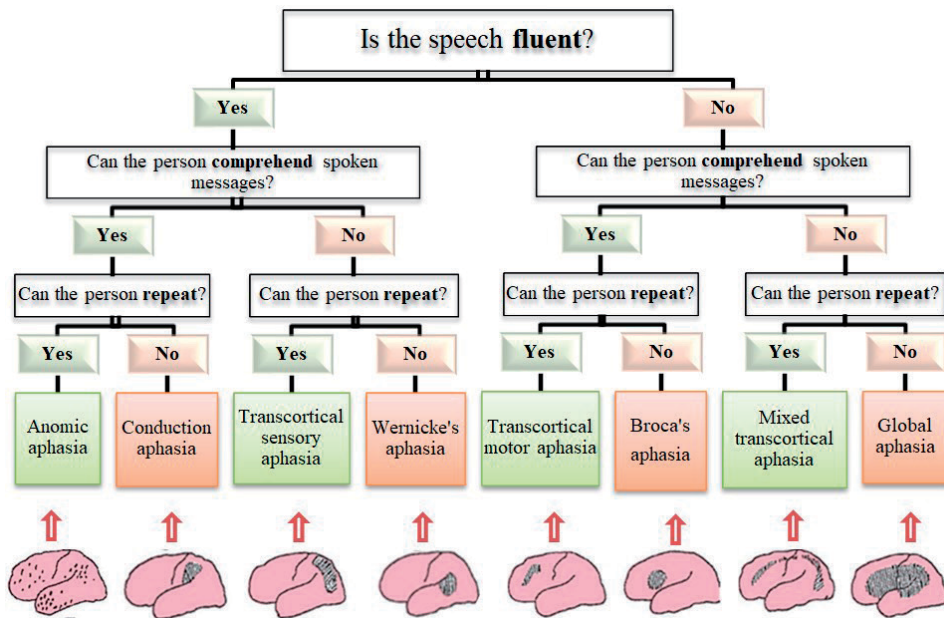 Is the speech fluent?
Yes
No
Can the person comprehend spoken
messages?
Can the person comprehend spoken
messages?
Yes
No
Yes
No
Can the person repeat?
Can the person repeat?
Can the person repeat?
Can the person repeat?
Yes
No
Yes
No
Yes
No
Yes
No
Anomic
aphasia
Conduction
aphasia
Transcortical
sensory
aphasia
Wernicke's
aphasia
Transcortical
motor aphasia
Broca's
aphasia
Mixed
transcortical
aphasia
Global
aphasia